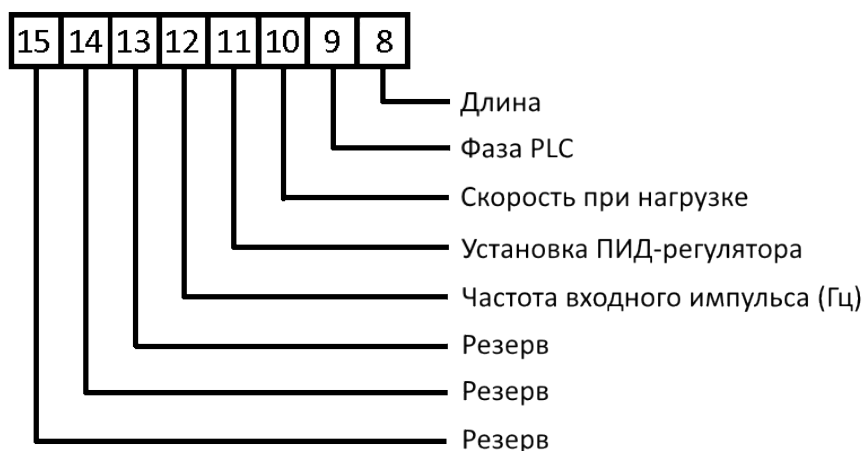 15 14 13 12 11 10 9 8
Длина
Фаза PLC
Скорость при нагрузке
Установка ПИД-регулятора
Частота входного импульса (Гц)
Резерв
Резерв
Резерв